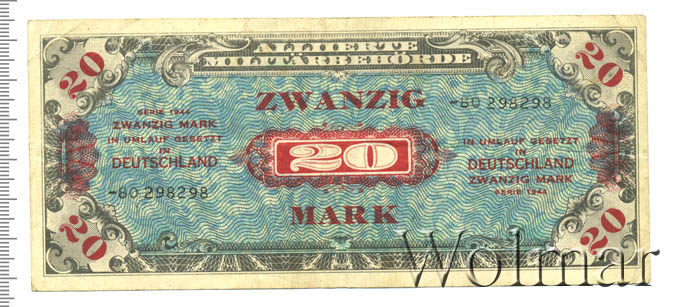 20
20
ALLIIERTE
MILITÄRBEHÖRDE
ZWANZIG
-80 298298
SERIE 1944
ZWANZIG MARK
IN UMLAUF GESETZT
IN
DEUTSCHLAND
-80 298298
20
IN UMLAUF GESETZT
IN
DEUTSCHLAND
ZWANZIG MARK
SERIE 1944
MARK
20
20
Wolmar